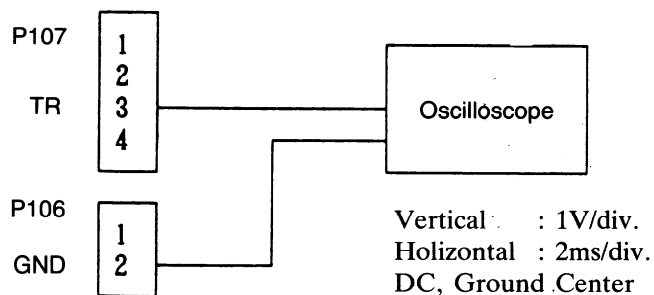 P107
1
2
TR 3
4
Oscilloscope
P106
1
GND 2
Vertical : 1V/div.
Holizontal : 2ms/div.
DC, Ground Center